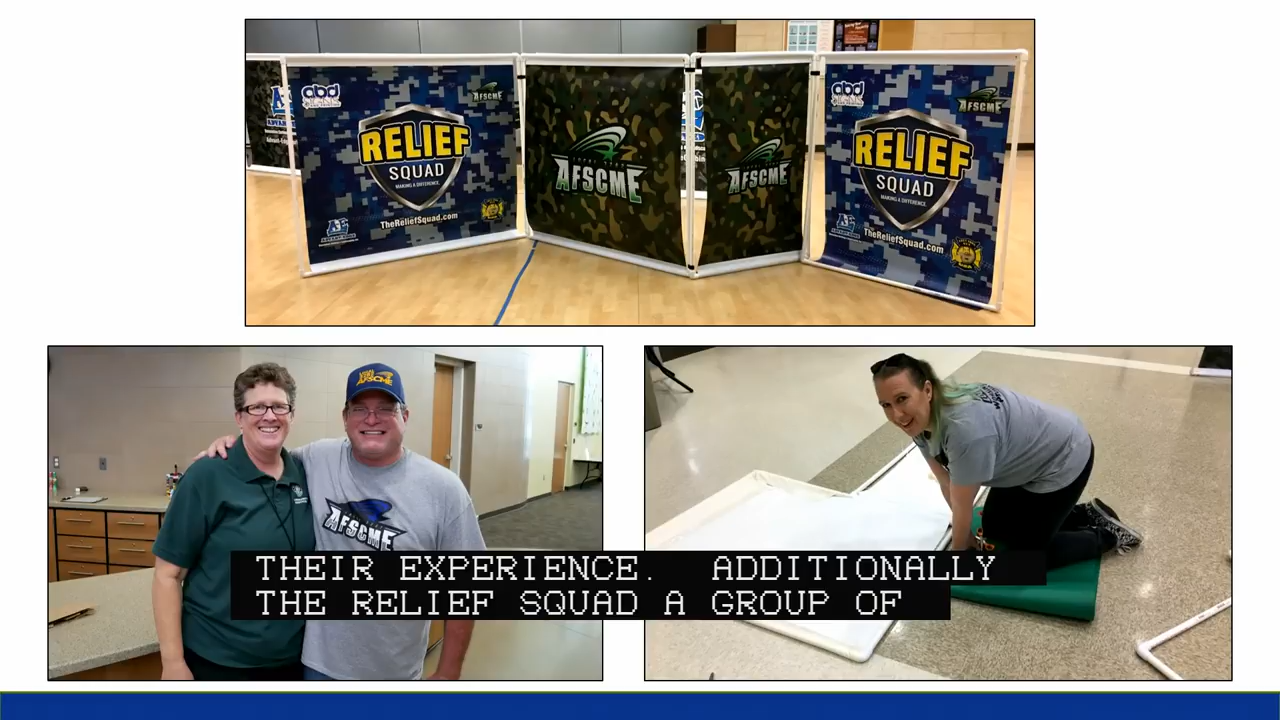 abd
AFSCME
RELIEF
SQUAD
MAKING A DIFFERENCE.
TheReliefSquad.com
AFSCME
AFSCME
abd
AFSCME
RELIEF
SQUAD
MAKING A DIFFERENCE.
TheReliefSquad.com
AFSCME
AFSCME
THEIR EXPERIENCE. ADDITIONALLY
THE RELIEF SQUAD A GROUP OF